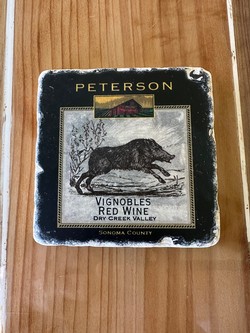 PETERSON
VIGNOBLES
RED WINE
DRY CREEK VALLEY
SONOMA COUNTY